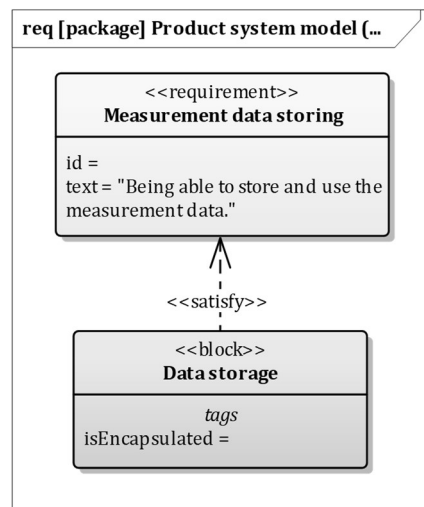 req [package] Product system model (...
<<requirement>>
Measurement data storing
id =
text = "Being able to store and use the
measurement data."
<<satisfy>>
<<block>>
Data storage
tags
isEncapsulated =